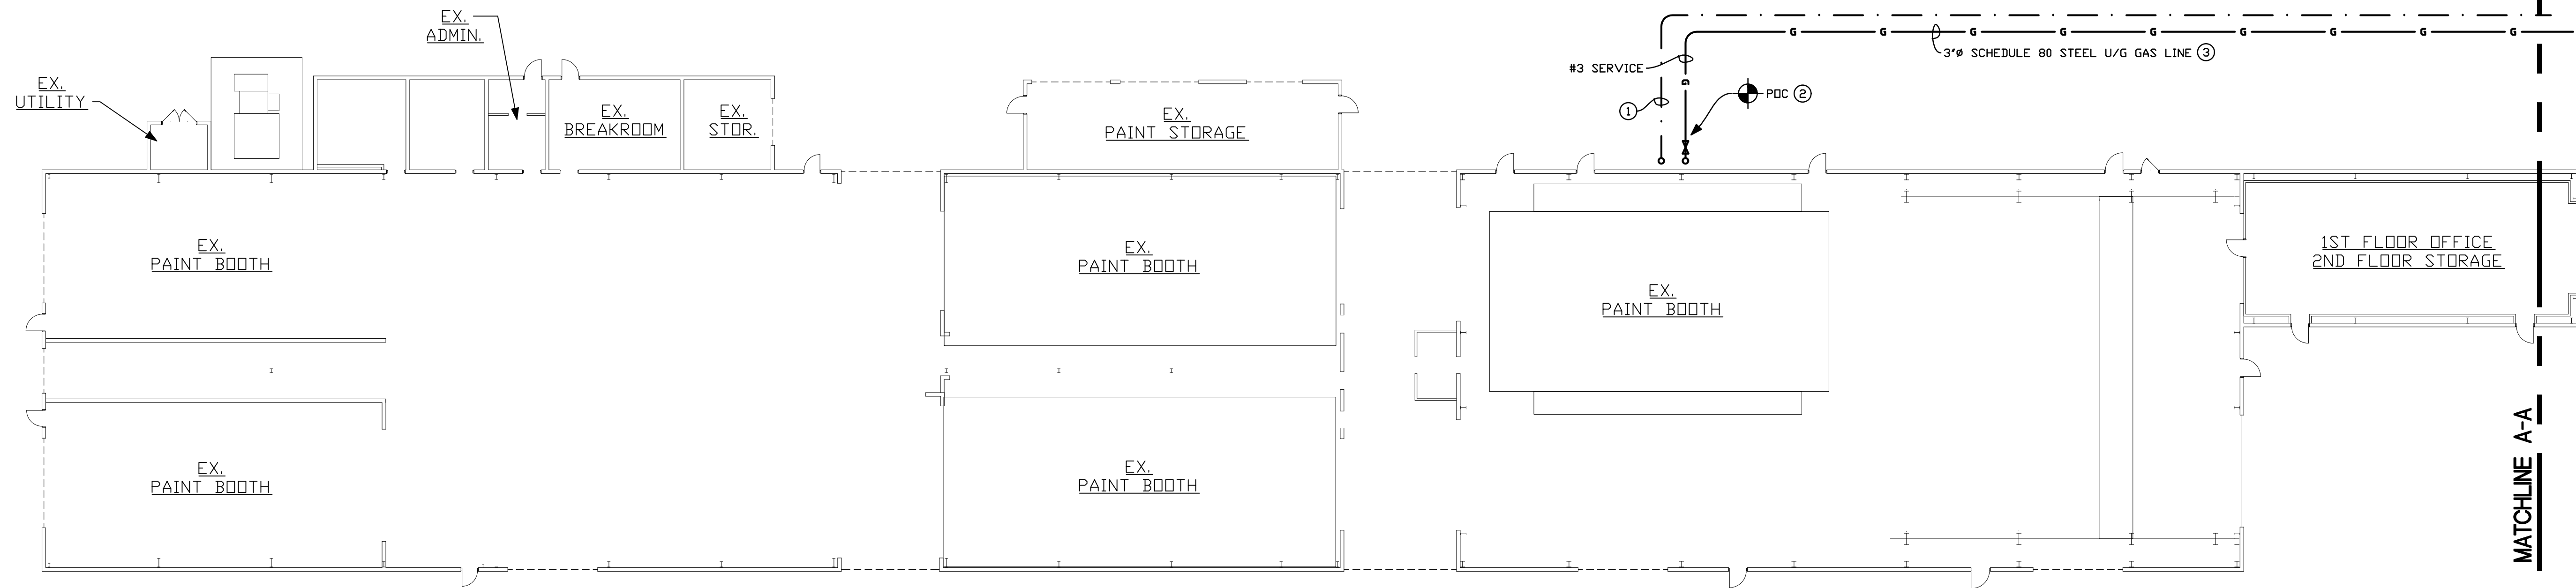 EX.
ADMIN.
EX.
UTILITY
EX.
BREAKROOM
EX.
STOR.
EX.
PAINT STORAGE
#3 SERVICE
1
POC 2
G G G G G G G G G G
G
3"Ø SCHEDULE 80 STEEL U/G GAS LINE 3
EX.
PAINT BOOTH
EX.
PAINT BOOTH
EX.
PAINT BOOTH
1ST FLOOR OFFICE
2ND FLOOR STORAGE
EX.
PAINT BOOTH
EX.
PAINT BOOTH
MATCHLINE A-A